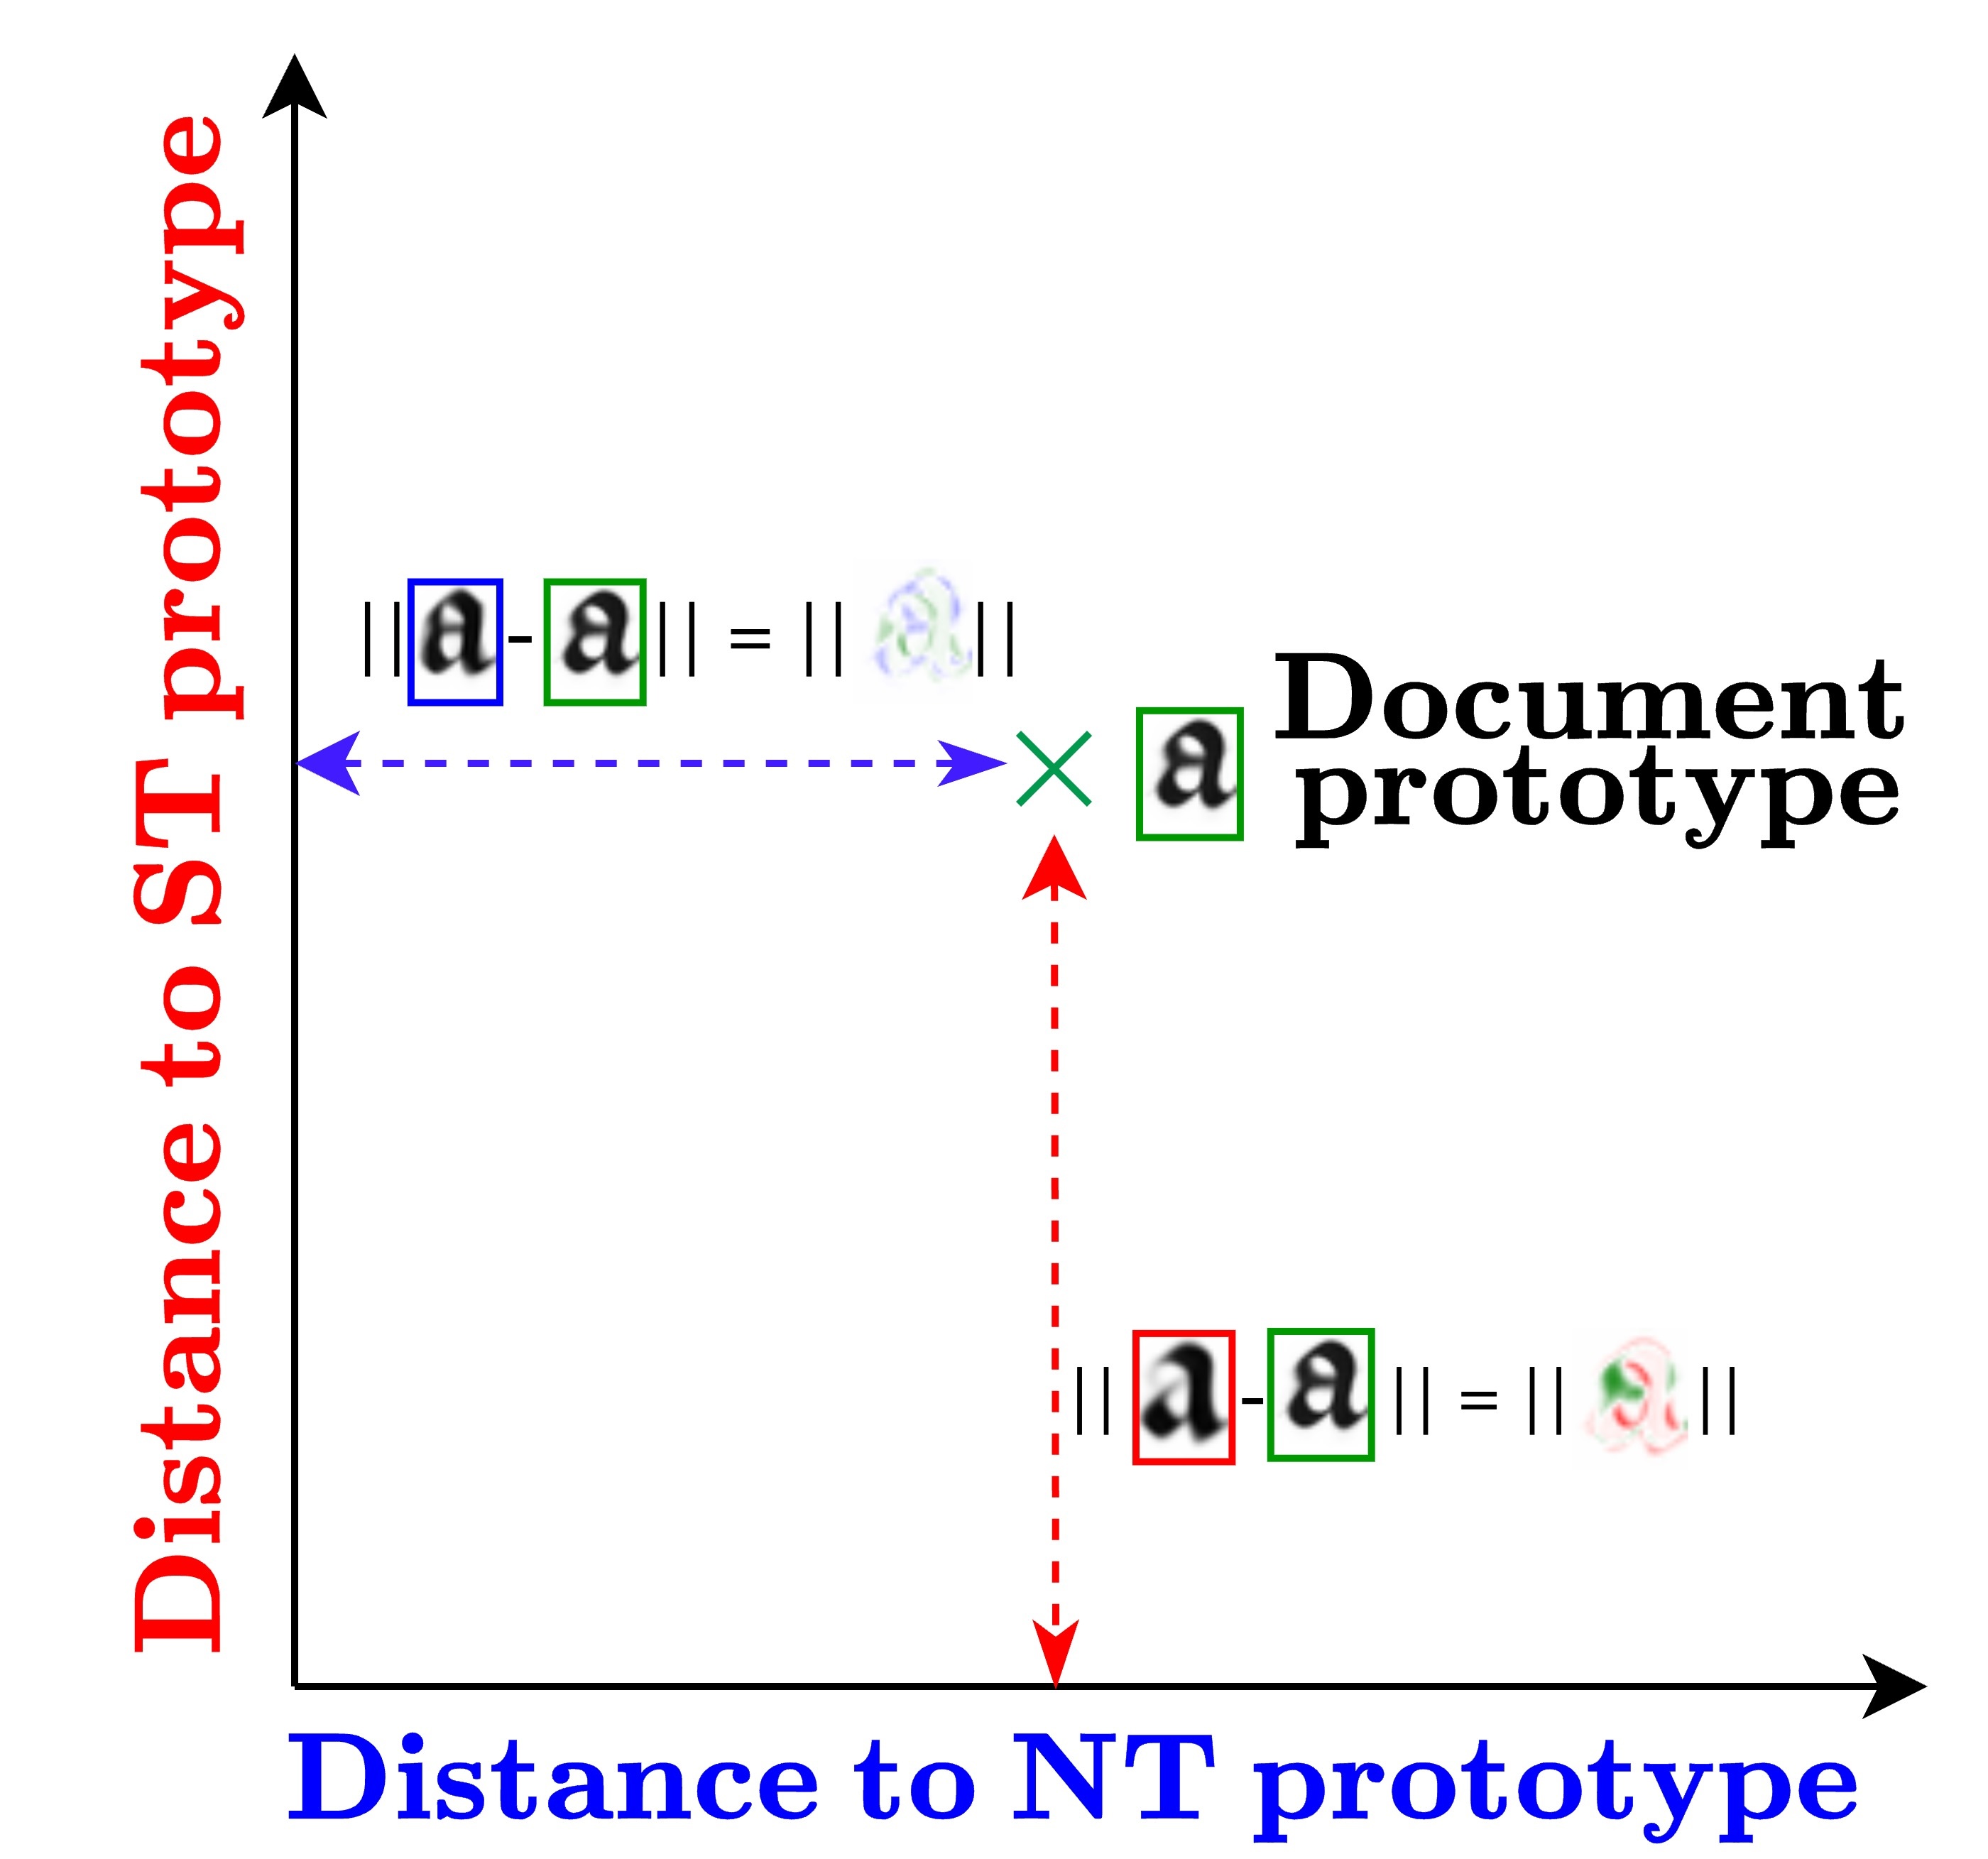 Distance to ST prototype
||a - a|| = || a ||
a Document
prototype
|| a - a || = || a ||
Distance to NT prototype